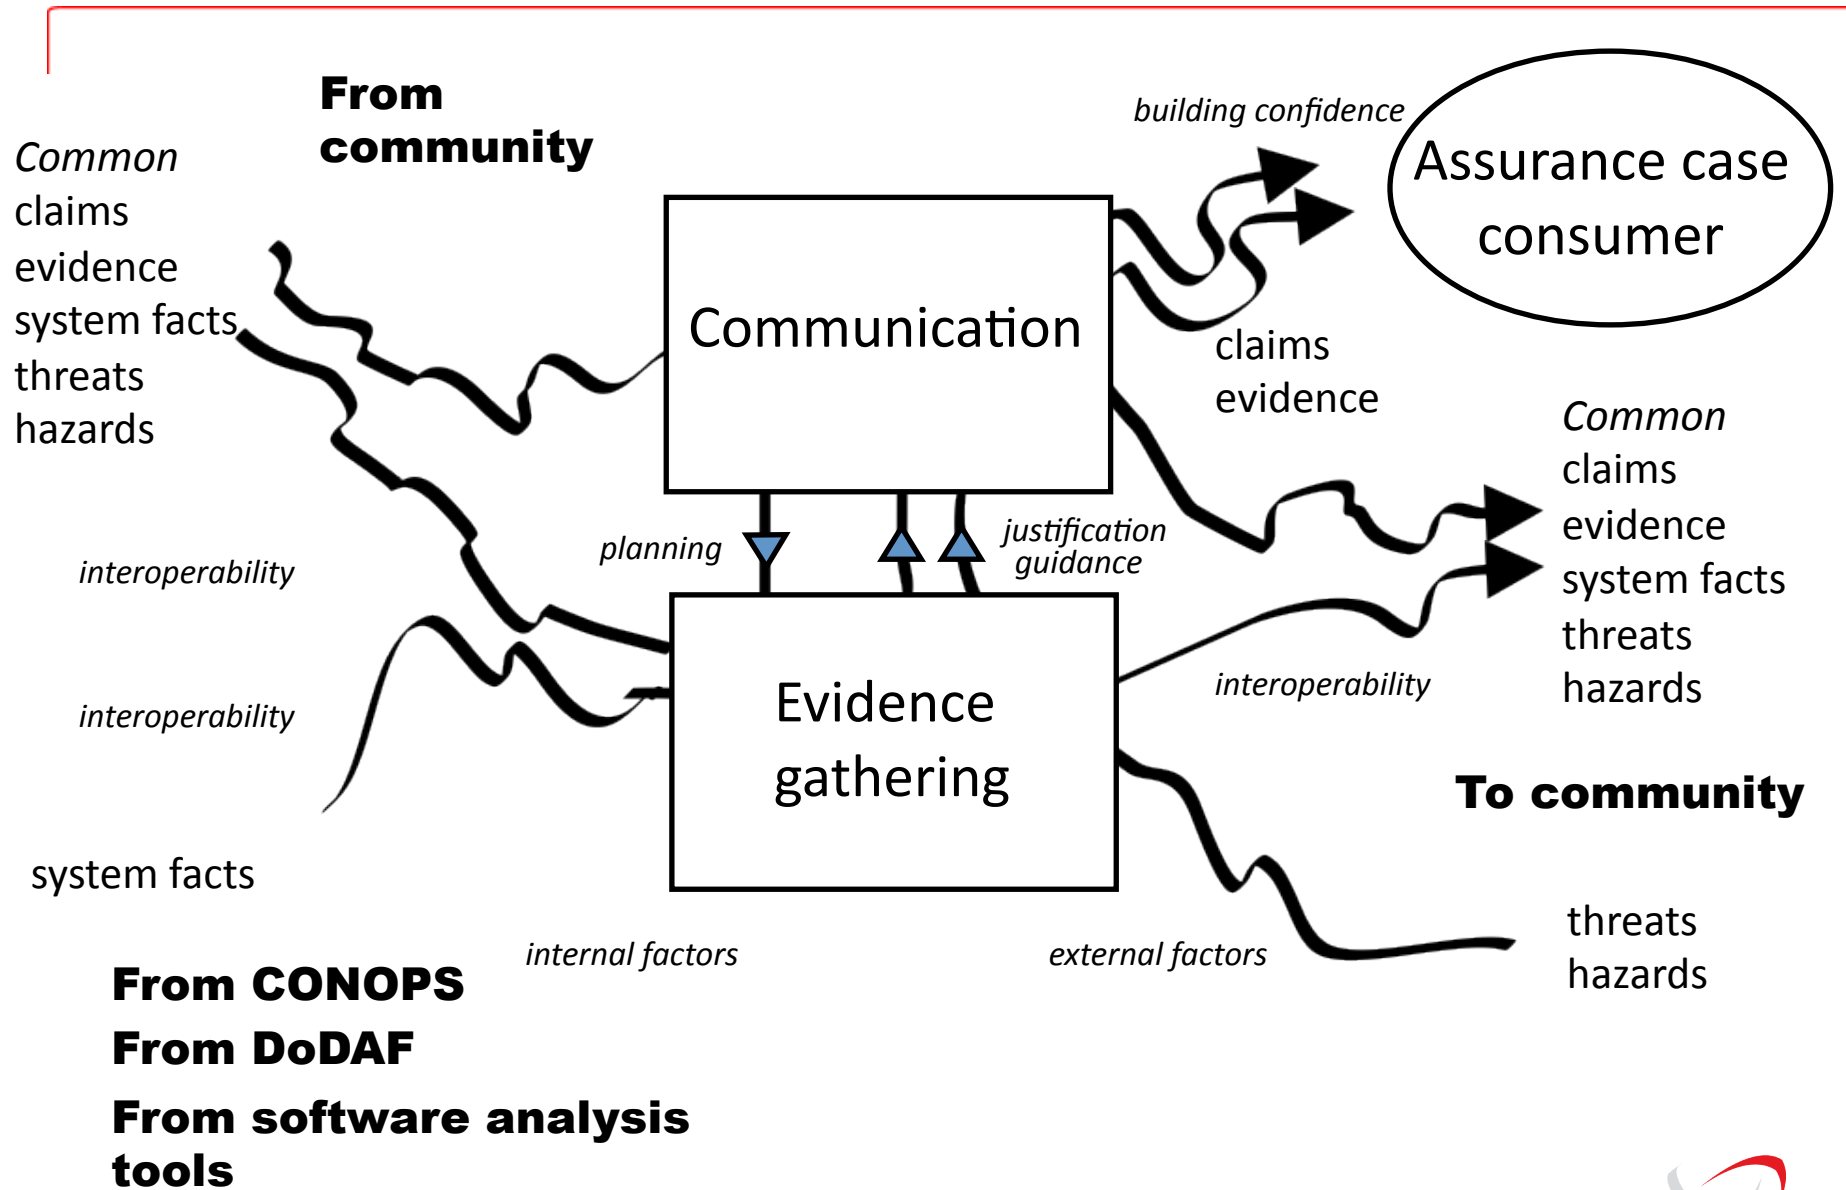 From
community
Common
claims
evidence
system facts
threats
hazards
building confidence
Assurance case
consumer
Communication
claims
evidence
Common
claims
evidence
system facts
threats
hazards
planning
justification
guidance
interoperability
interoperability
interoperability
Evidence
gathering
To community
system facts
internal factors
external factors
threats
hazards
From CONOPS
From DoDAF
From software analysis
tools